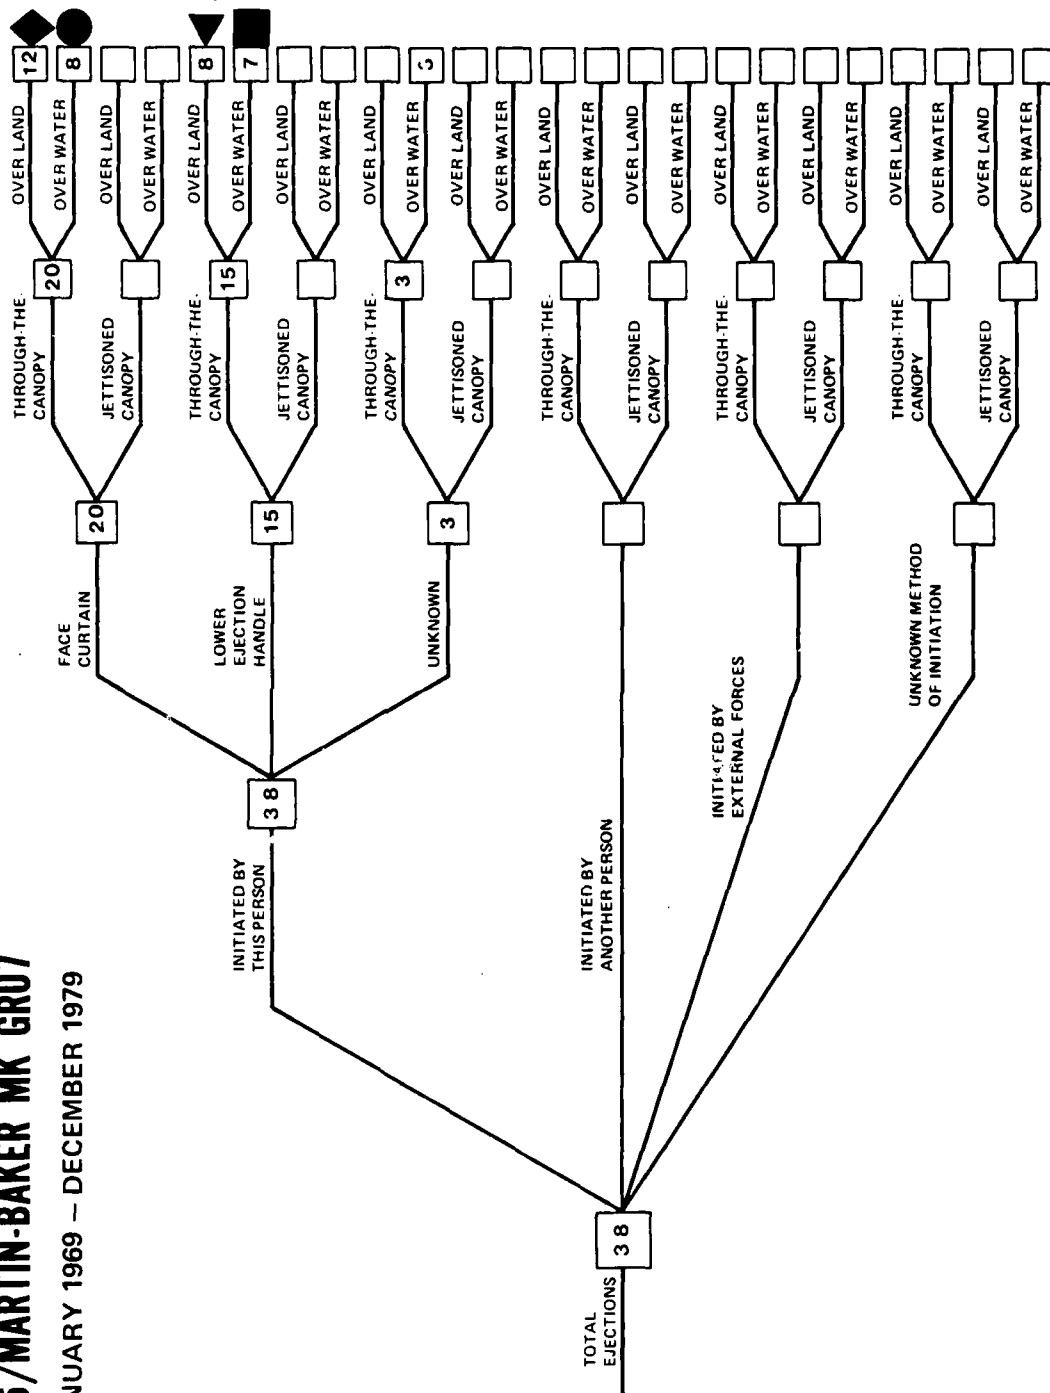 /MARTIN-BAKER MK GRU7
NUARY 1969 – DECEMBER 1979
TOTAL
EJECTIONS
38
INITIATED BY
THIS PERSON
38
INITIATED BY
ANOTHER PERSON
INITIATED BY
EXTERNAL FORCES
UNKNOWN METHOD
OF INITIATION
FACE
CURTAIN
20
LOWER
EJECTION
HANDLE
15
UNKNOWN
3
THROUGH-THE-
CANOPY
20
JETTISONED
CANOPY
THROUGH-THE-
CANOPY
15
JETTISONED
CANOPY
THROUGH-THE-
CANOPY
3
JETTISONED
CANOPY
THROUGH-THE-
CANOPY
JETTISONED
CANOPY
THROUGH-THE-
CANOPY
JETTISONED
CANOPY
THROUGH-THE-
CANOPY
JETTISONED
CANOPY
OVER LAND
12
OVER WATER
8
OVER LAND
OVER WATER
OVER LAND
8
OVER WATER
7
OVER LAND
OVER WATER
OVER LAND
OVER WATER
OVER LAND
OVER WATER
OVER LAND
OVER WATER
OVER LAND
OVER WATER
OVER LAND
OVER WATER
OVER LAND
OVER WATER
OVER LAND
OVER WATER
OVER LAND
OVER WATER